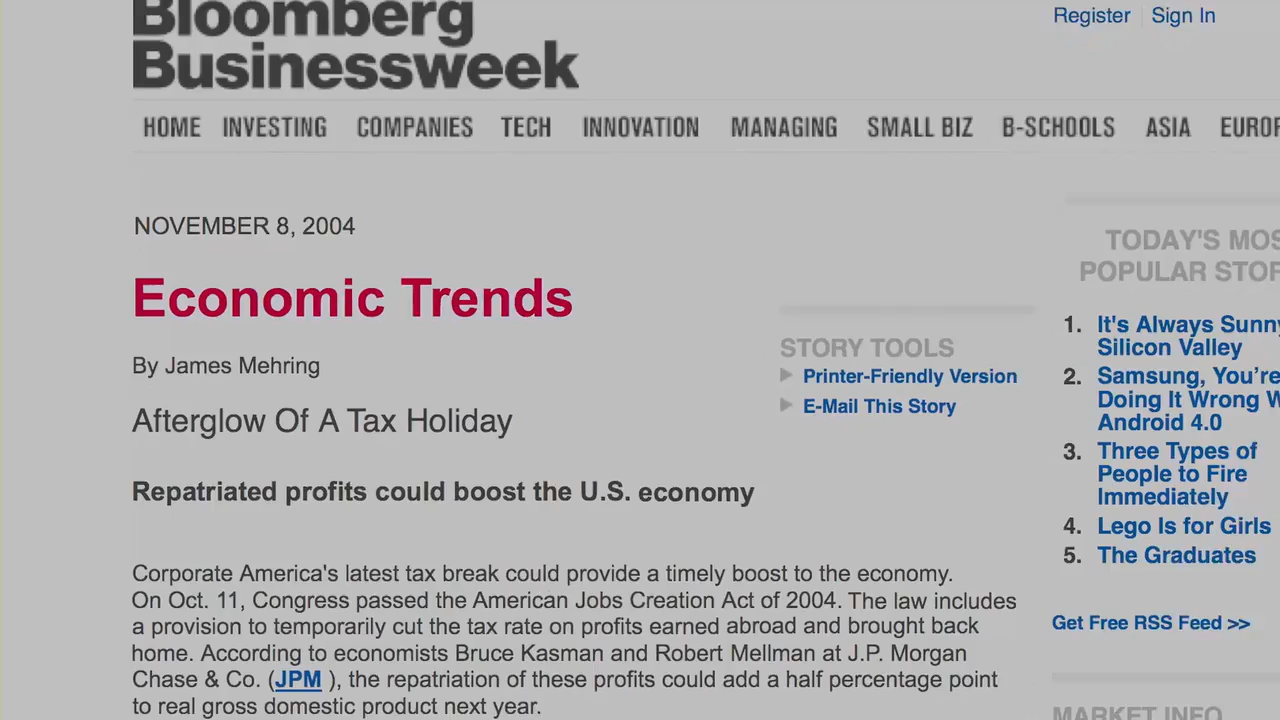 Bloomberg
Businessweek
Register Sign In
HOME INVESTING COMPANIES TECH INNOVATION MANAGING SMALL BIZ B-SCHOOLS ASIA
NOVEMBER 8, 2004
Economic Trends
By James Mehring
Afterglow Of A Tax Holiday
Repatriated profits could boost the U.S. economy
Corporate America's latest tax break could provide a timely boost to the economy.
On Oct. 11, Congress passed the American Jobs Creation Act of 2004. The law includes
a provision to temporarily cut the tax rate on profits earned abroad and brought back
home. According to economists Bruce Kasman and Robert Mellman at J.P. Morgan
Chase & Co. (JPM ), the repatriation of these profits could add a half percentage point
to real gross domestic product next year.
STORY TOOLS
Printer-Friendly Version
E-Mail This Story
TODAY'S
POPULAR
1. It's Always Sunny
Silicon Valley
2. Samsung, You're
Doing It Wrong
Android 4.0
3. Three Types of
People to Fire
Immediately
4. Lego Is for Girls
5. The Graduates
Get Free RSS Feed >>
MARKET INFO